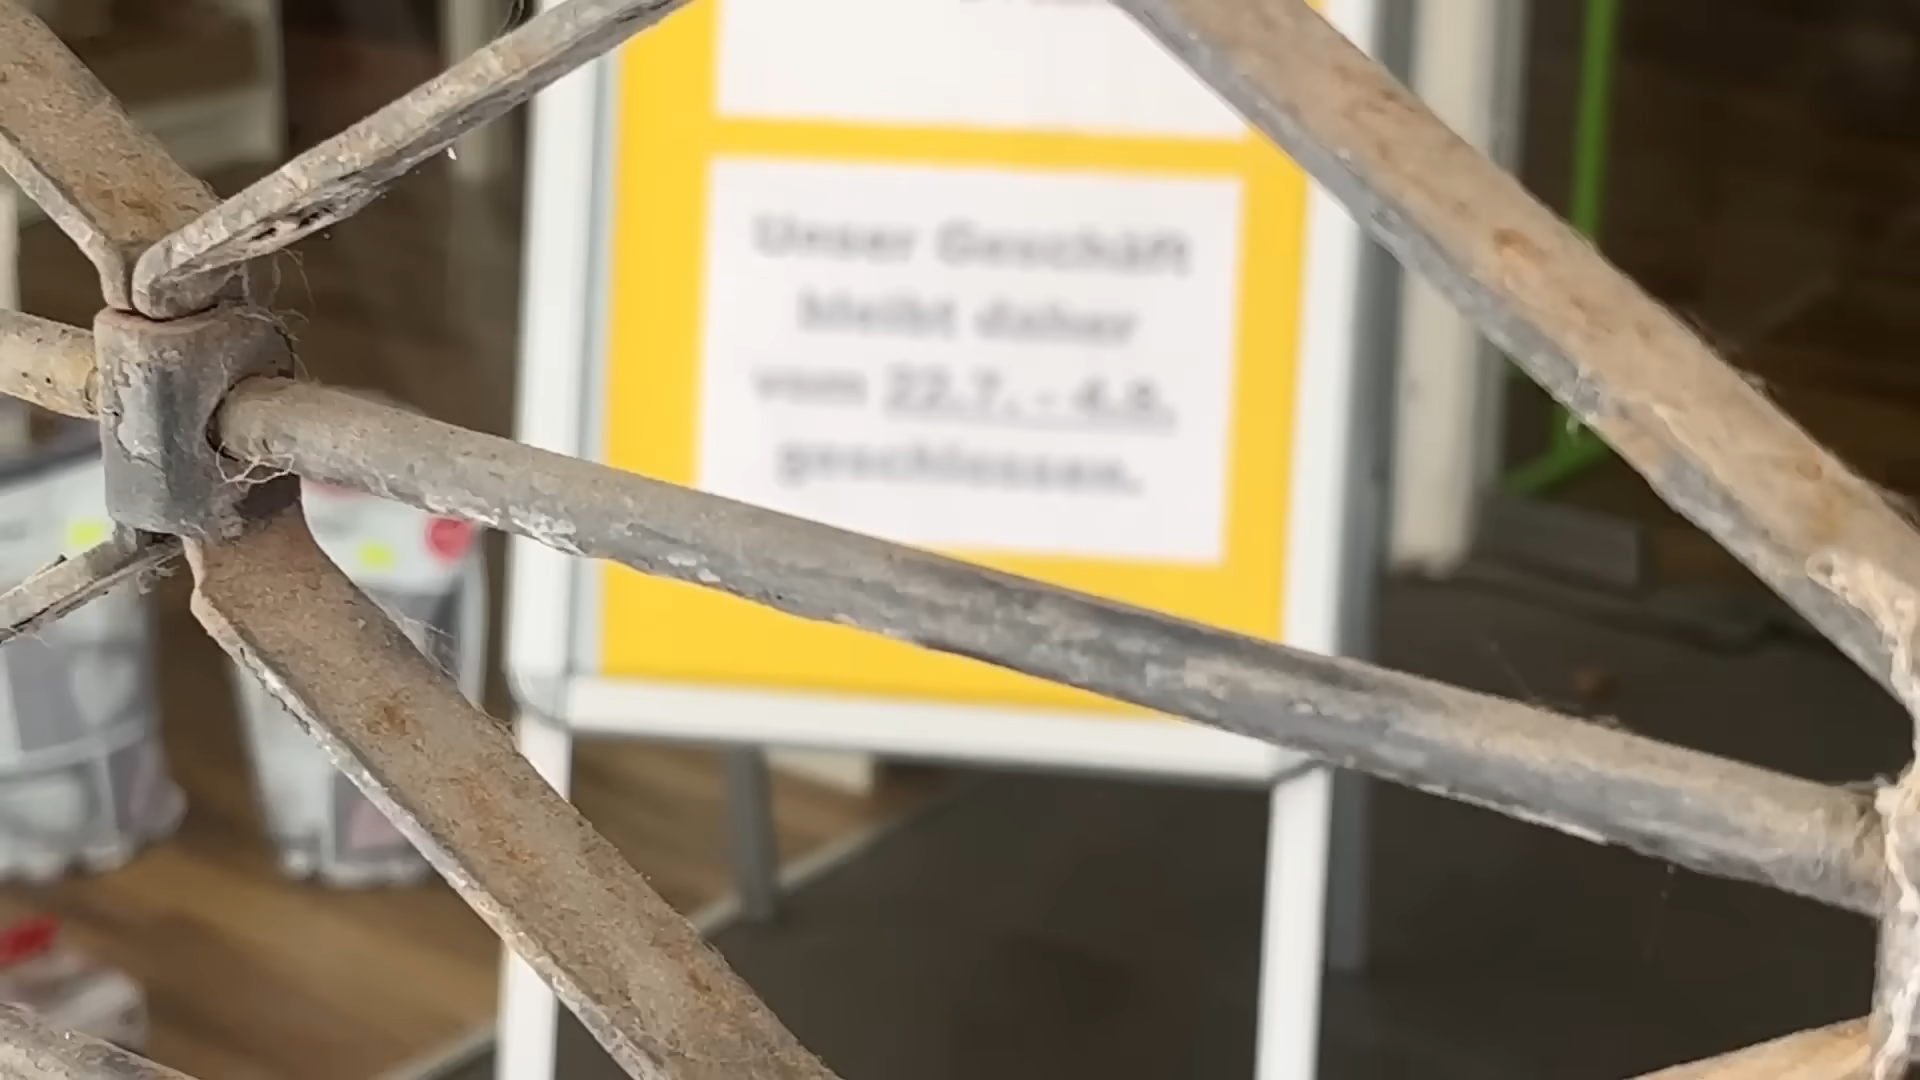 Unser Geschäft
bleibt daher
vom 22.7. - 4.8.
geschlossen.